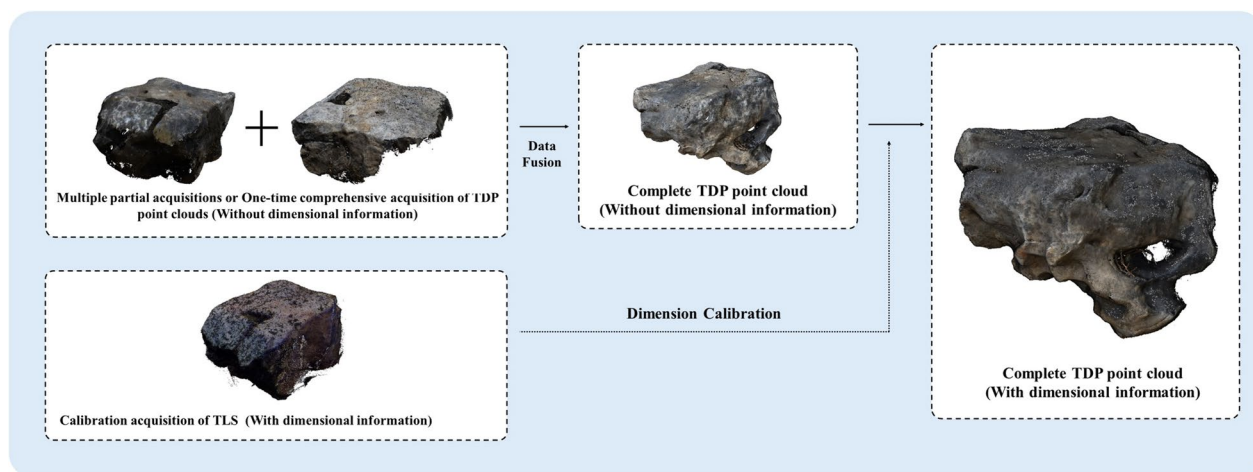 Multiple partial acquisitions or One-time comprehensive acquisition of TDP
point clouds (Without dimensional information)
Data
Fusion
Complete TDP point cloud
(Without dimensional information)
Calibration acquisition of TLS (With dimensional information)
Dimension Calibration
Complete TDP point cloud
(With dimensional information)